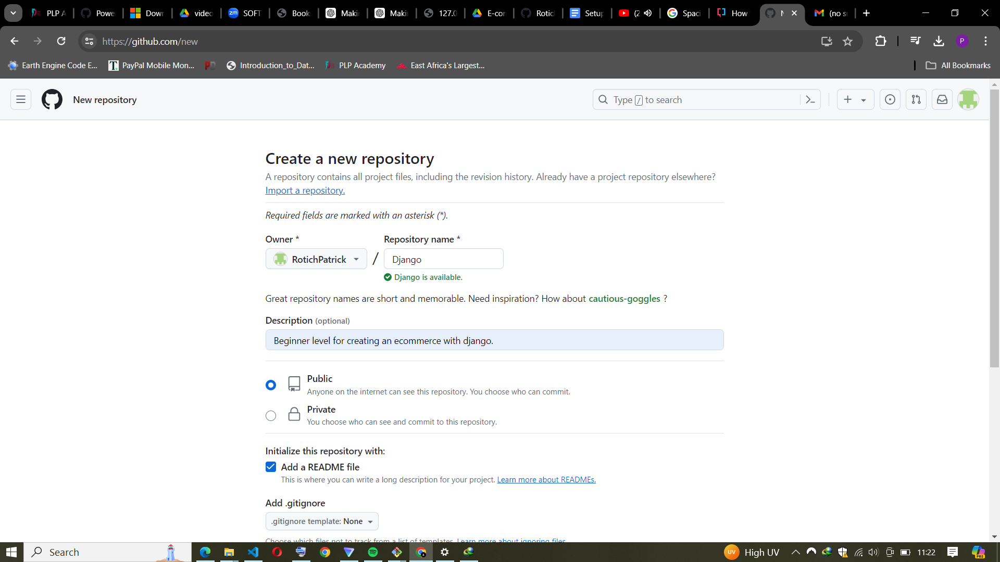 PLP A
Powe
Dow
video
SOFT
Book
Maki
Maki
127.0
E-con
Rotic
Setup
(2
Spaci
How
(no su
https://github.com/new
P
Earth Engine Code E...
PayPal Mobile Mon...
Introduction_to_Dat...
PLP Academy
East Africa's Largest...
All Bookmarks
New repository
Type / to search
Create a new repository
A repository contains all project files, including the revision history. Already have a project repository elsewhere?
Import a repository.
Required fields are marked with an asterisk (*).
Owner *
Repository name *
RotichPatrick
/
Django
Django is available.
Great repository names are short and memorable. Need inspiration? How about cautious-goggles ?
Description (optional)
Beginner level for creating an ecommerce with django.
Public
Anyone on the internet can see this repository. You choose who can commit.
Private
You choose who can see and commit to this repository.
Initialize this repository with:
Add a README file
This is where you can write a long description for your project. Learn more about READMEs.
Add .gitignore
.gitignore template: None
Choose which files not to track from a list of templates. Learn more about ignoring files.
Search
UV
High UV
11:22
PRE